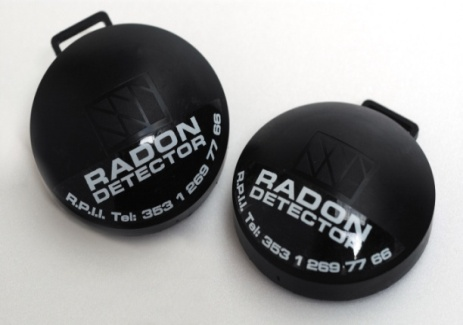 RADON
DETECTOR
R.P.I.I. Tel: 353 1 269 77 66
RADON
DETECTOR
R.P.I.I. Tel: 353 1 269 77 66